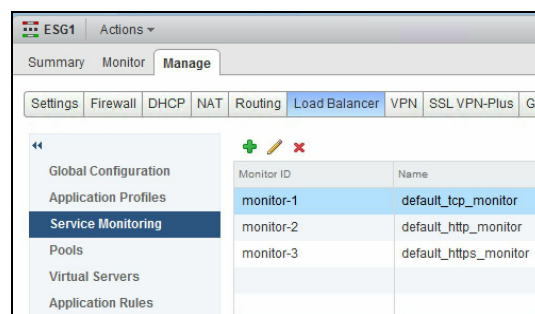 ESG1 Actions
Summary Monitor Manage
Settings Firewall DHCP NAT Routing Load Balancer VPN SSL VPN-Plus G
Global Configuration
Application Profiles
Service Monitoring
Pools
Virtual Servers
Application Rules
Monitor ID Name
monitor-1 default_tcp_monitor
monitor-2 default_http_monitor
monitor-3 default_https_monitor